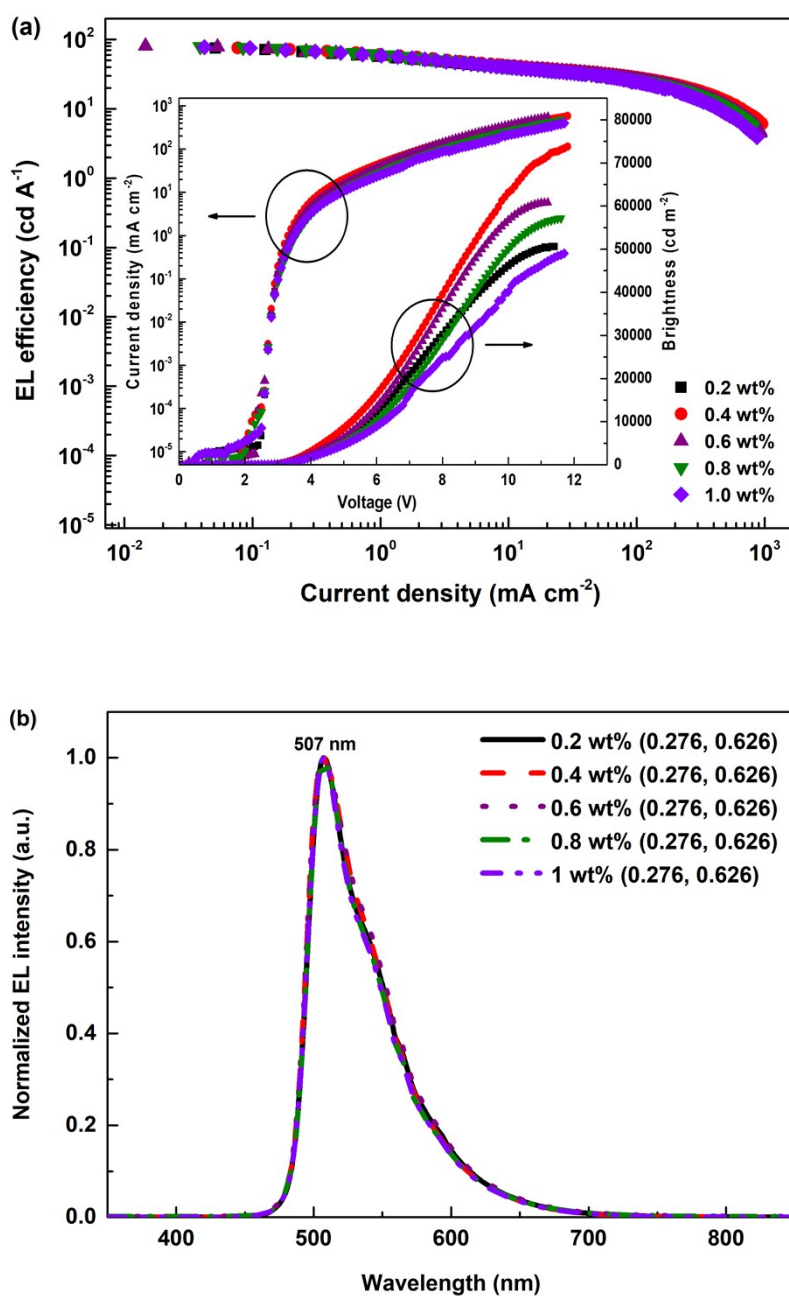 (a)
EL efficiency (cd A⁻¹)
10²
10¹
10⁰
10⁻¹
10⁻²
10⁻³
10⁻⁴
10⁻⁵
10⁻² 10⁻¹ 10⁰ 10¹ 10² 10³
Current density (mA cm⁻²)
Current density (mA cm⁻²)
10³
10²
10¹
10⁰
10⁻¹
10⁻²
10⁻³
10⁻⁴
10⁻⁵
0 2 4 6 8 10 12
Voltage (V)
80000
70000
60000
50000
40000
30000
20000
10000
0
Brightness (cd m⁻²)
0.2 wt%
0.4 wt%
0.6 wt%
0.8 wt%
1.0 wt%
(b)
507 nm
0.2 wt% (0.276, 0.626)
0.4 wt% (0.276, 0.626)
0.6 wt% (0.276, 0.626)
0.8 wt% (0.276, 0.626)
1 wt% (0.276, 0.626)
Normalized EL intensity (a.u.)
1.0
0.8
0.6
0.4
0.2
0.0
400 500 600 700 800
Wavelength (nm)